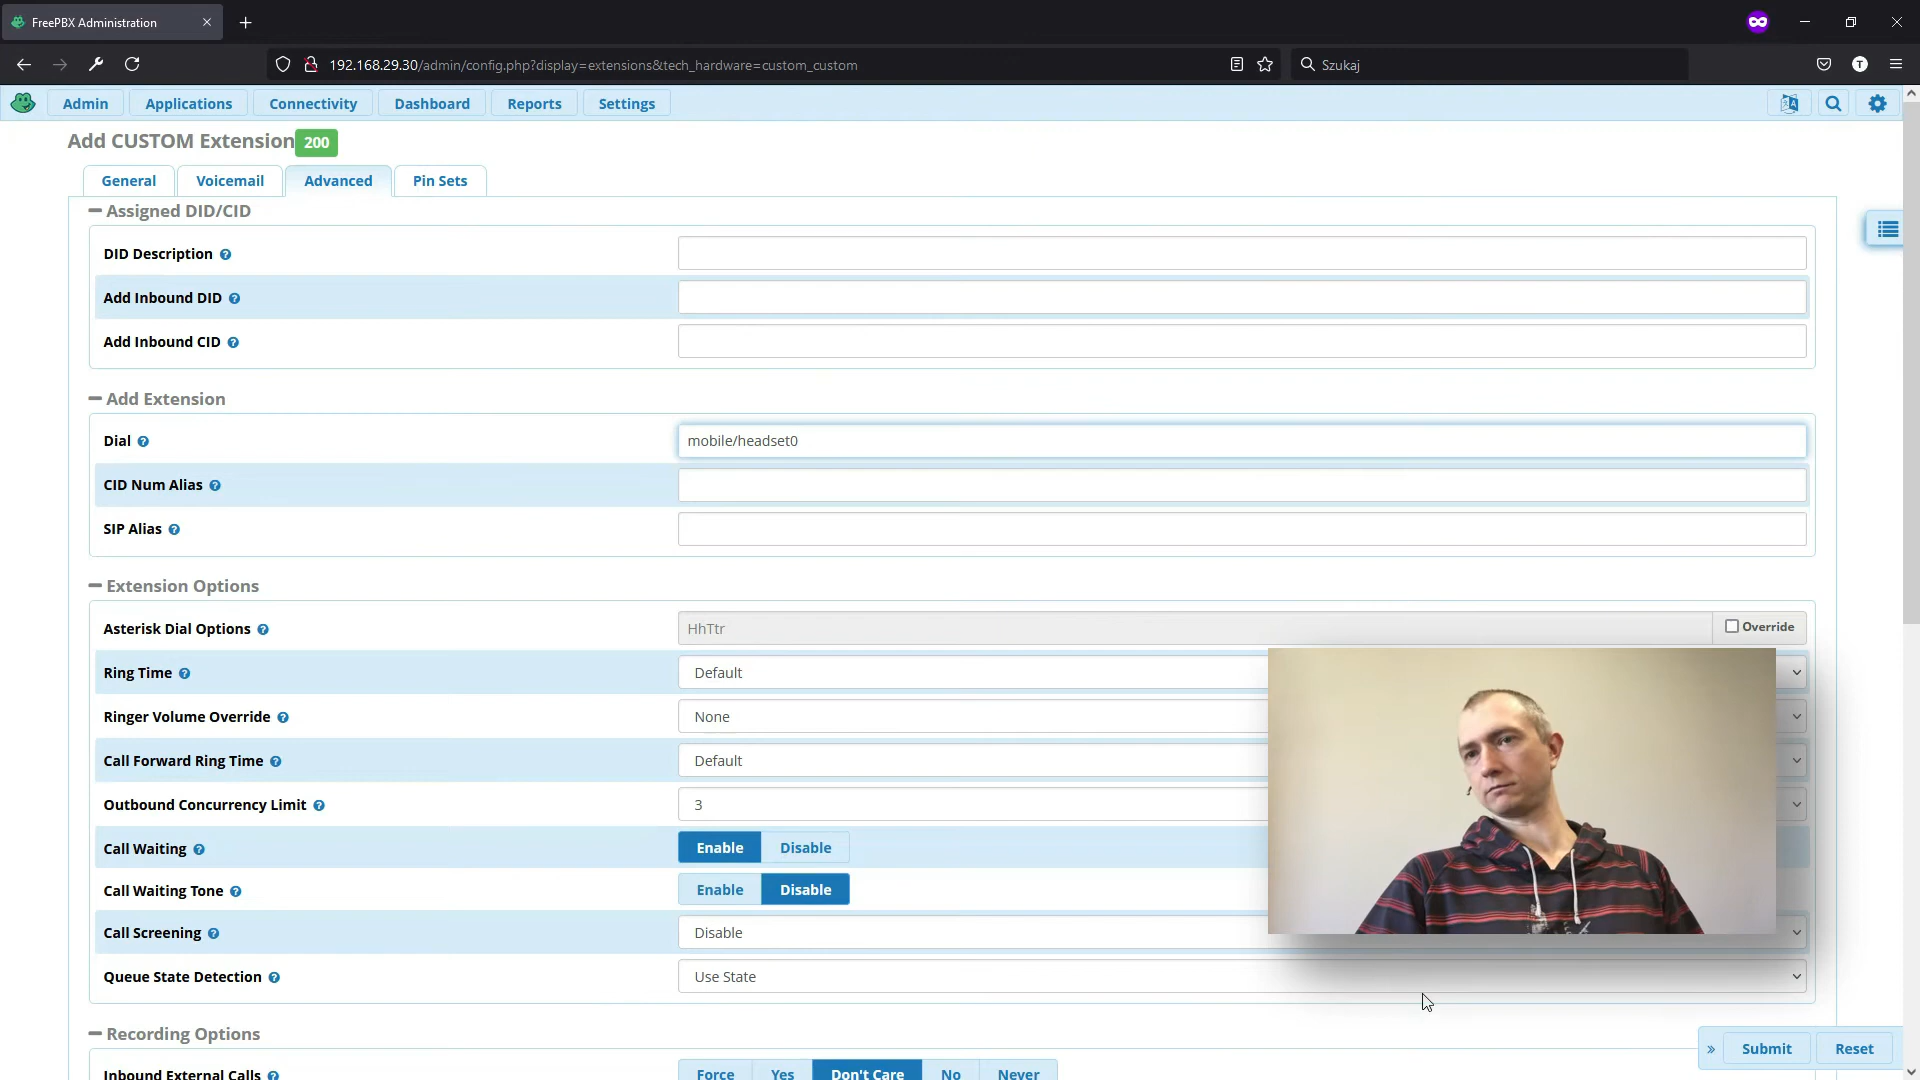 FreePBX Administration
192.168.29.30/admin/config.php?display=extensions&tech_hardware=custom_custom
Szukaj
T
Admin
Applications
Connectivity
Dashboard
Reports
Settings
Add CUSTOM Extension 200
General
Voicemail
Advanced
Pin Sets
Assigned DID/CID
DID Description
Add Inbound DID
Add Inbound CID
Add Extension
Dial
mobile/headset0
CID Num Alias
SIP Alias
Extension Options
Asterisk Dial Options
HhTtr
Override
Ring Time
Default
Ringer Volume Override
None
Call Forward Ring Time
Default
Outbound Concurrency Limit
3
Call Waiting
Enable
Disable
Call Waiting Tone
Enable
Disable
Call Screening
Disable
Queue State Detection
Use State
Recording Options
Submit
Reset
Inbound External Calls
Force
Yes
Don't Care
No
Never